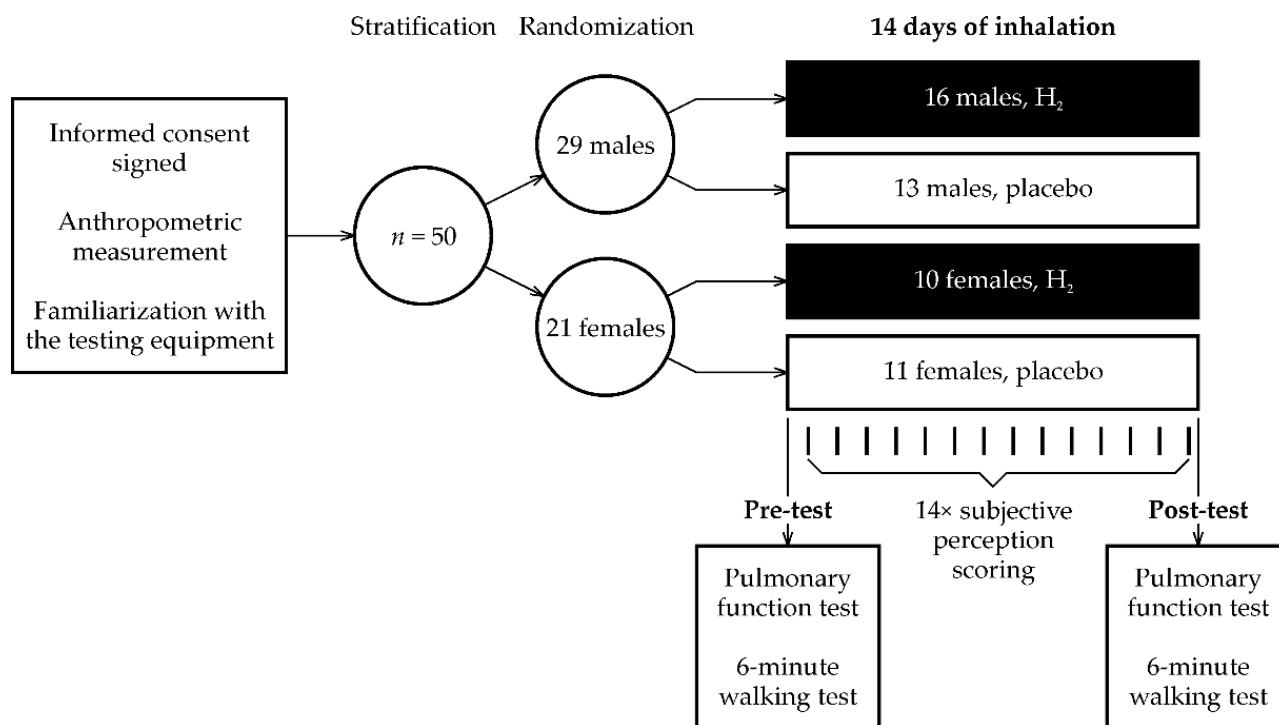 Stratification
Randomization
14 days of inhalation
Informed consent
signed
Anthropometric
measurement
Familiarization with
the testing equipment
n = 50
29 males
21 females
16 males, H₂
13 males, placebo
10 females, H₂
11 females, placebo
Pre-test
14× subjective
perception
scoring
Post-test
Pulmonary
function test
6-minute
walking test
Pulmonary
function test
6-minute
walking test